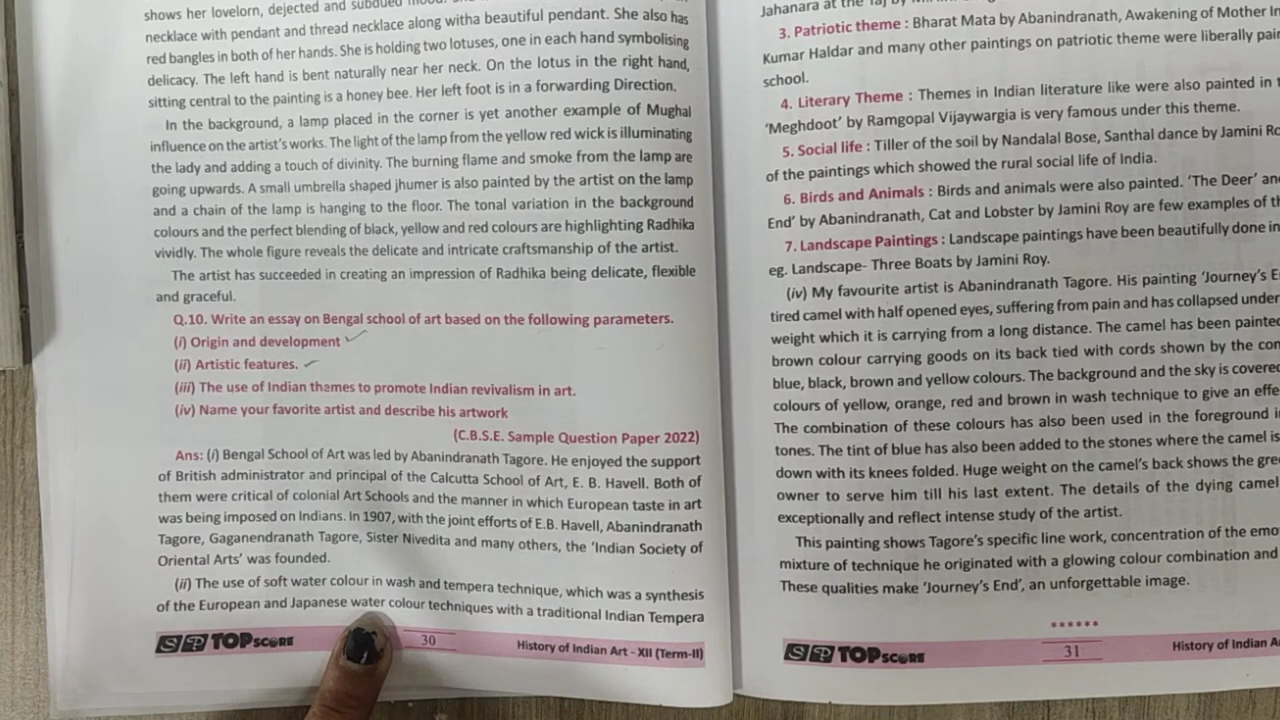 shows her lovelorn, dejected and subdued
necklace with pendant and thread necklace along witha beautiful pendant. She also has
red bangles in both of her hands. She is holding two lotuses, one in each hand symbolising
delicacy. The left hand is bent naturally near her neck. On the lotus in the right hand,
sitting central to the painting is a honey bee. Her left foot is in a forwarding Direction.
In the background, a lamp placed in the corner is yet another example of Mughal
influence on the artist's works. The light of the lamp from the yellow red wick is illuminating
the lady and adding a touch of divinity. The burning flame and smoke from the lamp are
going upwards. A small umbrella shaped jhumer is also painted by the artist on the lamp
and a chain of the lamp is hanging to the floor. The tonal variation in the background
colours and the perfect blending of black, yellow and red colours are highlighting Radhika
vividly. The whole figure reveals the delicate and intricate craftsmanship of the artist.
The artist has succeeded in creating an impression of Radhika being delicate, flexible
and graceful.
Q.10. Write an essay on Bengal school of art based on the following parameters.
(i) Origin and development
(ii) Artistic features.
(iii) The use of Indian thames to promote Indian revivalism in art.
(iv) Name your favorite artist and describe his artwork
(C.B.S.E. Sample Question Paper 2022)
Ans: (i) Bengal School of Art was led by Abanindranath Tagore. He enjoyed the support
of British administrator and principal of the Calcutta School of Art, E. B. Havell. Both of
them were critical of colonial Art Schools and the manner in which European taste in art
was being imposed on Indians. In 1907, with the joint efforts of E.B. Havell, Abanindranath
Tagore, Gaganendranath Tagore, Sister Nivedita and many others, the 'Indian Society of
Oriental Arts' was founded.
(ii) The use of soft water colour in wash and tempera technique, which was a synthesis
of the European and Japanese water colour techniques with a traditional Indian Tempera
SP TOPSCORE 30 History of Indian Art - XII (Term-II)
Jahanara at the Taj by
3. Patriotic theme : Bharat Mata by Abanindranath, Awakening of Mother
Kumar Haldar and many other paintings on patriotic theme were liberally
school.
4. Literary Theme : Themes in Indian literature like were also painted in
'Meghdoot' by Ramgopal Vijaywargia is very famous under this theme.
5. Social life : Tiller of the soil by Nandalal Bose, Santhal dance by Jamini
of the paintings which showed the rural social life of India.
6. Birds and Animals : Birds and animals were also painted. 'The Deer'
End' by Abanindranath, Cat and Lobster by Jamini Roy are few examples of
7. Landscape Paintings : Landscape paintings have been beautifully done in
eg. Landscape- Three Boats by Jamini Roy.
(iv) My favourite artist is Abanindranath Tagore. His painting 'Journey's
tired camel with half opened eyes, suffering from pain and has collapsed under
weight which it is carrying from a long distance. The camel has been
brown colour carrying goods on its back tied with cords shown by the
blue, black, brown and yellow colours. The background and the sky is
colours of yellow, orange, red and brown in wash technique to give an
The combination of these colours has also been used in the foreground
tones. The tint of blue has also been added to the stones where the camel is
down with its knees folded. Huge weight on the camel's back shows the
owner to serve him till his last extent. The details of the dying camel
exceptionally and reflect intense study of the artist.
This painting shows Tagore's specific line work, concentration of the
mixture of technique he originated with a glowing colour combination and
These qualities make 'Journey's End', an unforgettable image.
******
SP TOPSCORE 31 History of Indian